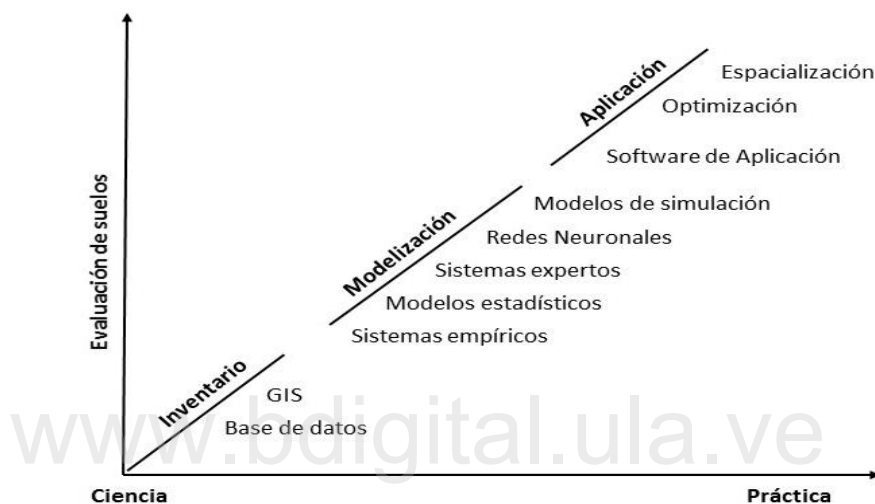 Espacialización
Aplicación
Optimización
Software de Aplicación
Modelos de simulación
Modelización
Redes Neuronales
Sistemas expertos
Modelos estadísticos
Sistemas empíricos
Evaluación de suelos
Inventario
GIS
Base de datos
www.bdigital.ula.ve
Ciencia
Práctica